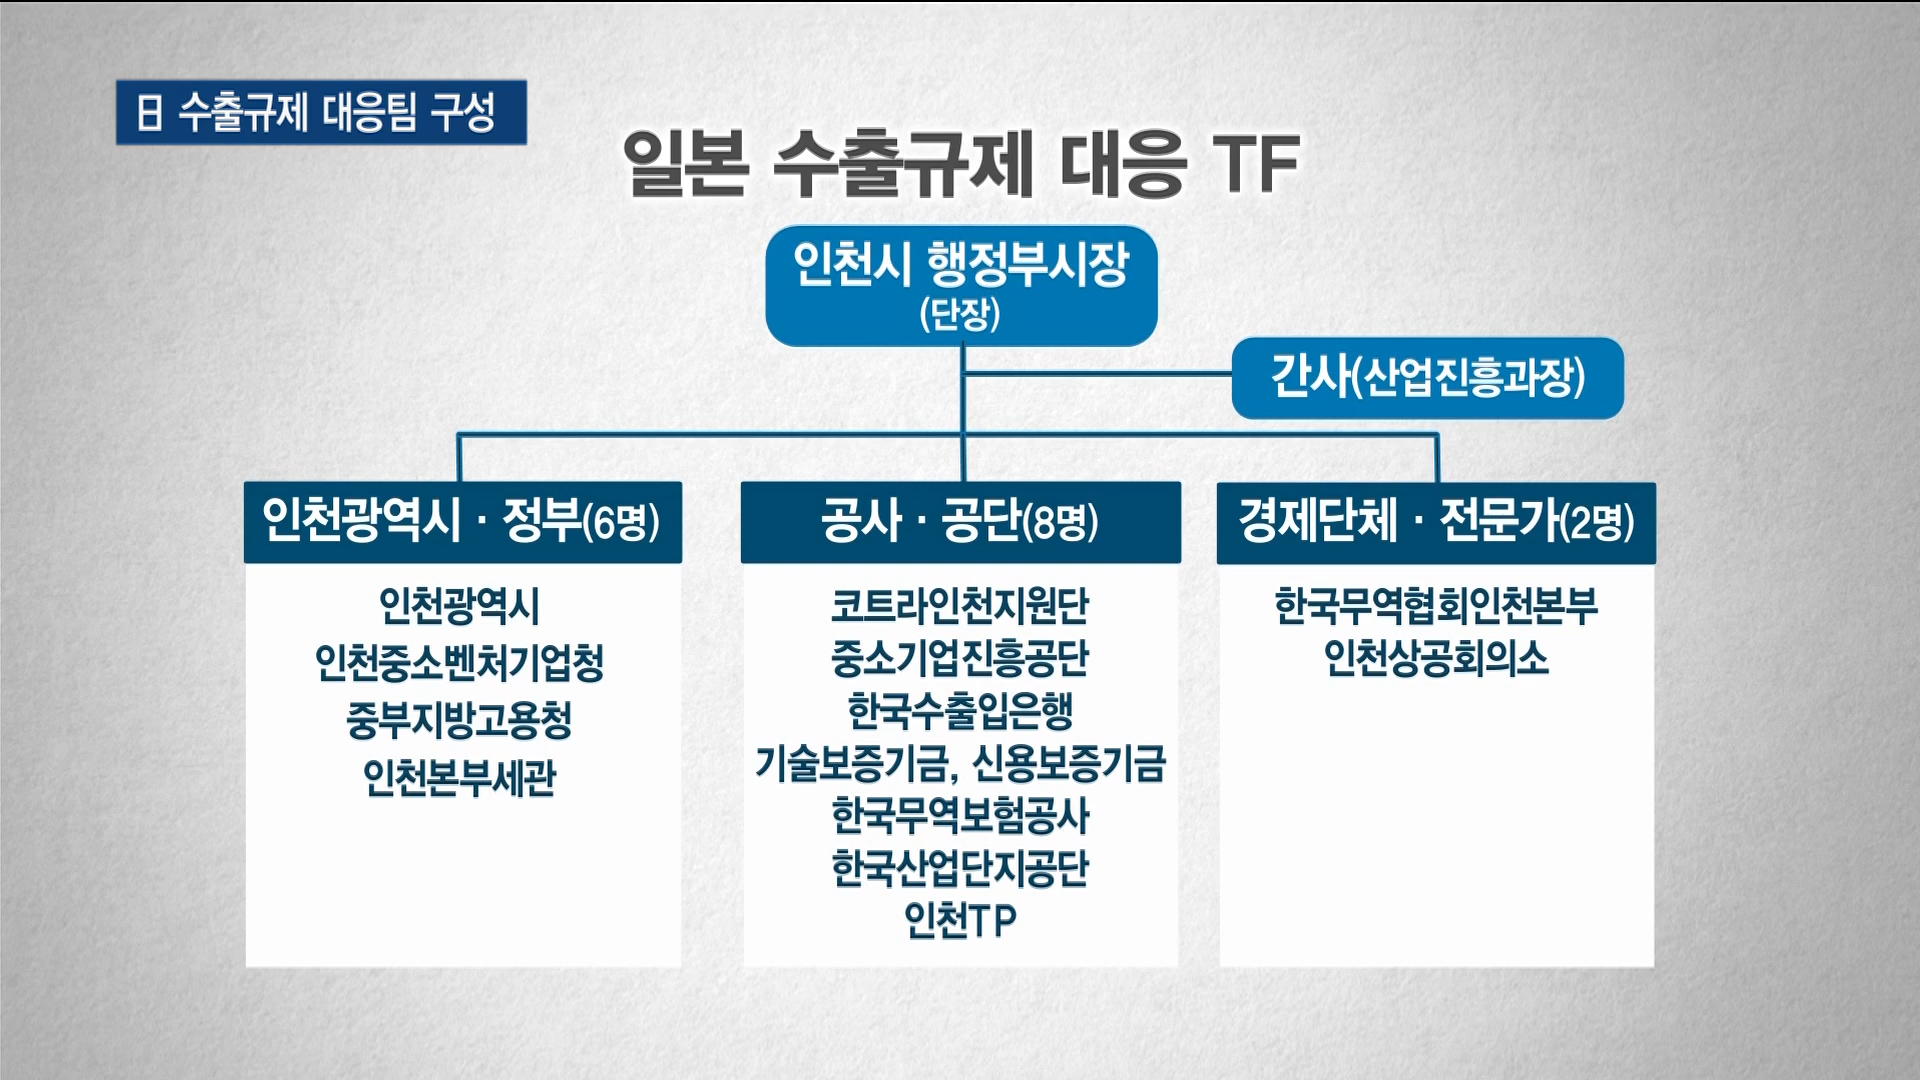 日 수출규제 대응팀 구성
일본 수출규제 대응 TF
인천시 행정부시장
(단장)
간사(산업진흥과장)
인천광역시 · 정부(6명)
인천광역시
인천중소벤처기업청
중부지방고용청
인천본부세관
공사 · 공단(8명)
코트라인천지원단
중소기업진흥공단
한국수출입은행
기술보증기금, 신용보증기금
한국무역보험공사
한국산업단지공단
인천TP
경제단체 · 전문가(2명)
한국무역협회인천본부
인천상공회의소